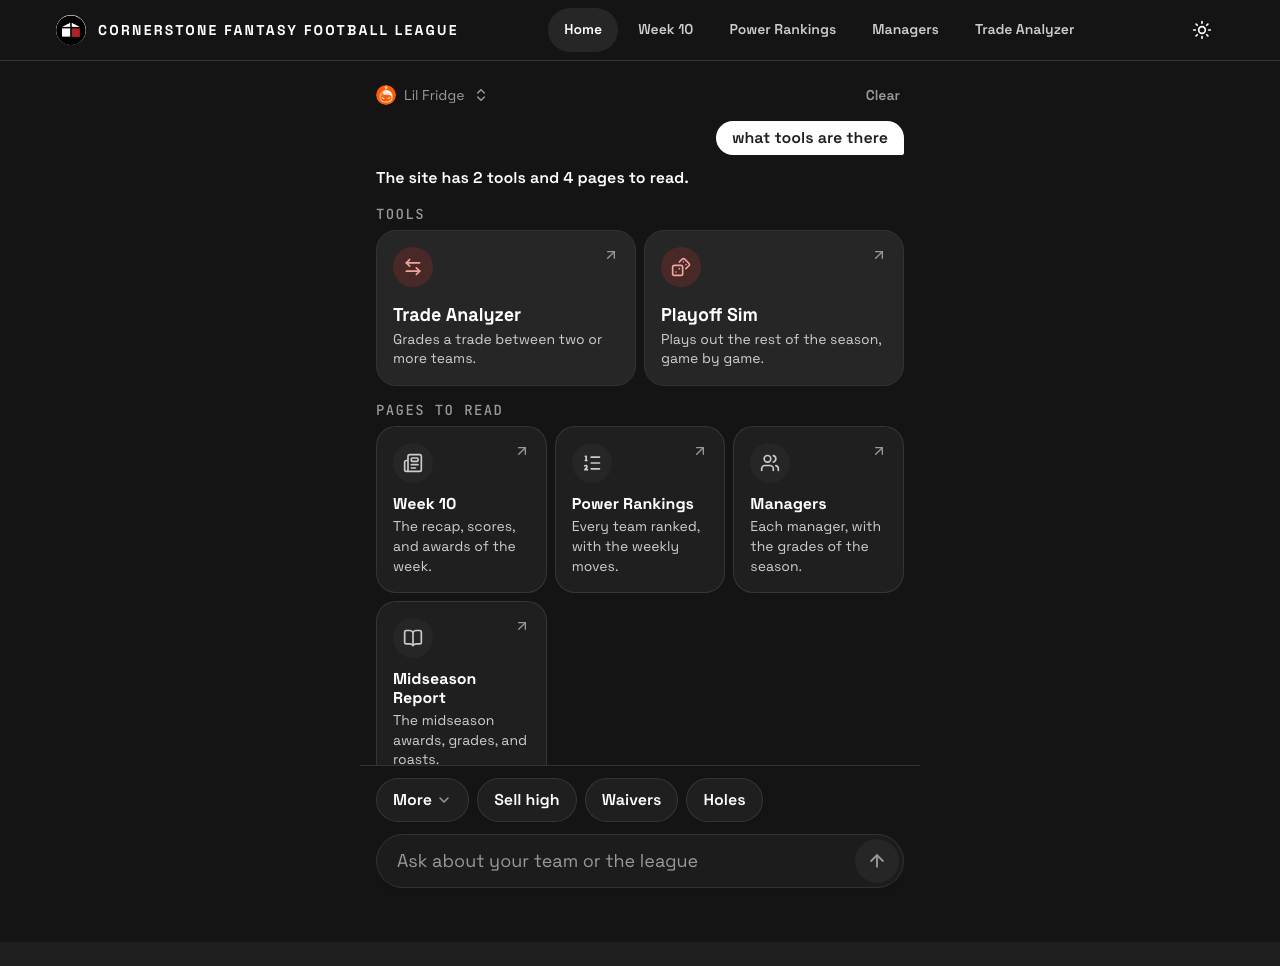 CORNERSTONE FANTASY FOOTBALL LEAGUE
Home
Week 10
Power Rankings
Managers
Trade Analyzer
Lil Fridge
Clear
what tools are there
The site has 2 tools and 4 pages to read.
TOOLS
Trade Analyzer
Grades a trade between two or
more teams.
Playoff Sim
Plays out the rest of the season,
game by game.
PAGES TO READ
Week 10
The recap, scores,
and awards of the
week.
Power Rankings
Every team ranked,
with the weekly
moves.
Managers
Each manager, with
the grades of the
season.
Midseason
Report
The midseason
awards, grades, and
roasts.
More
Sell high
Waivers
Holes
Ask about your team or the league